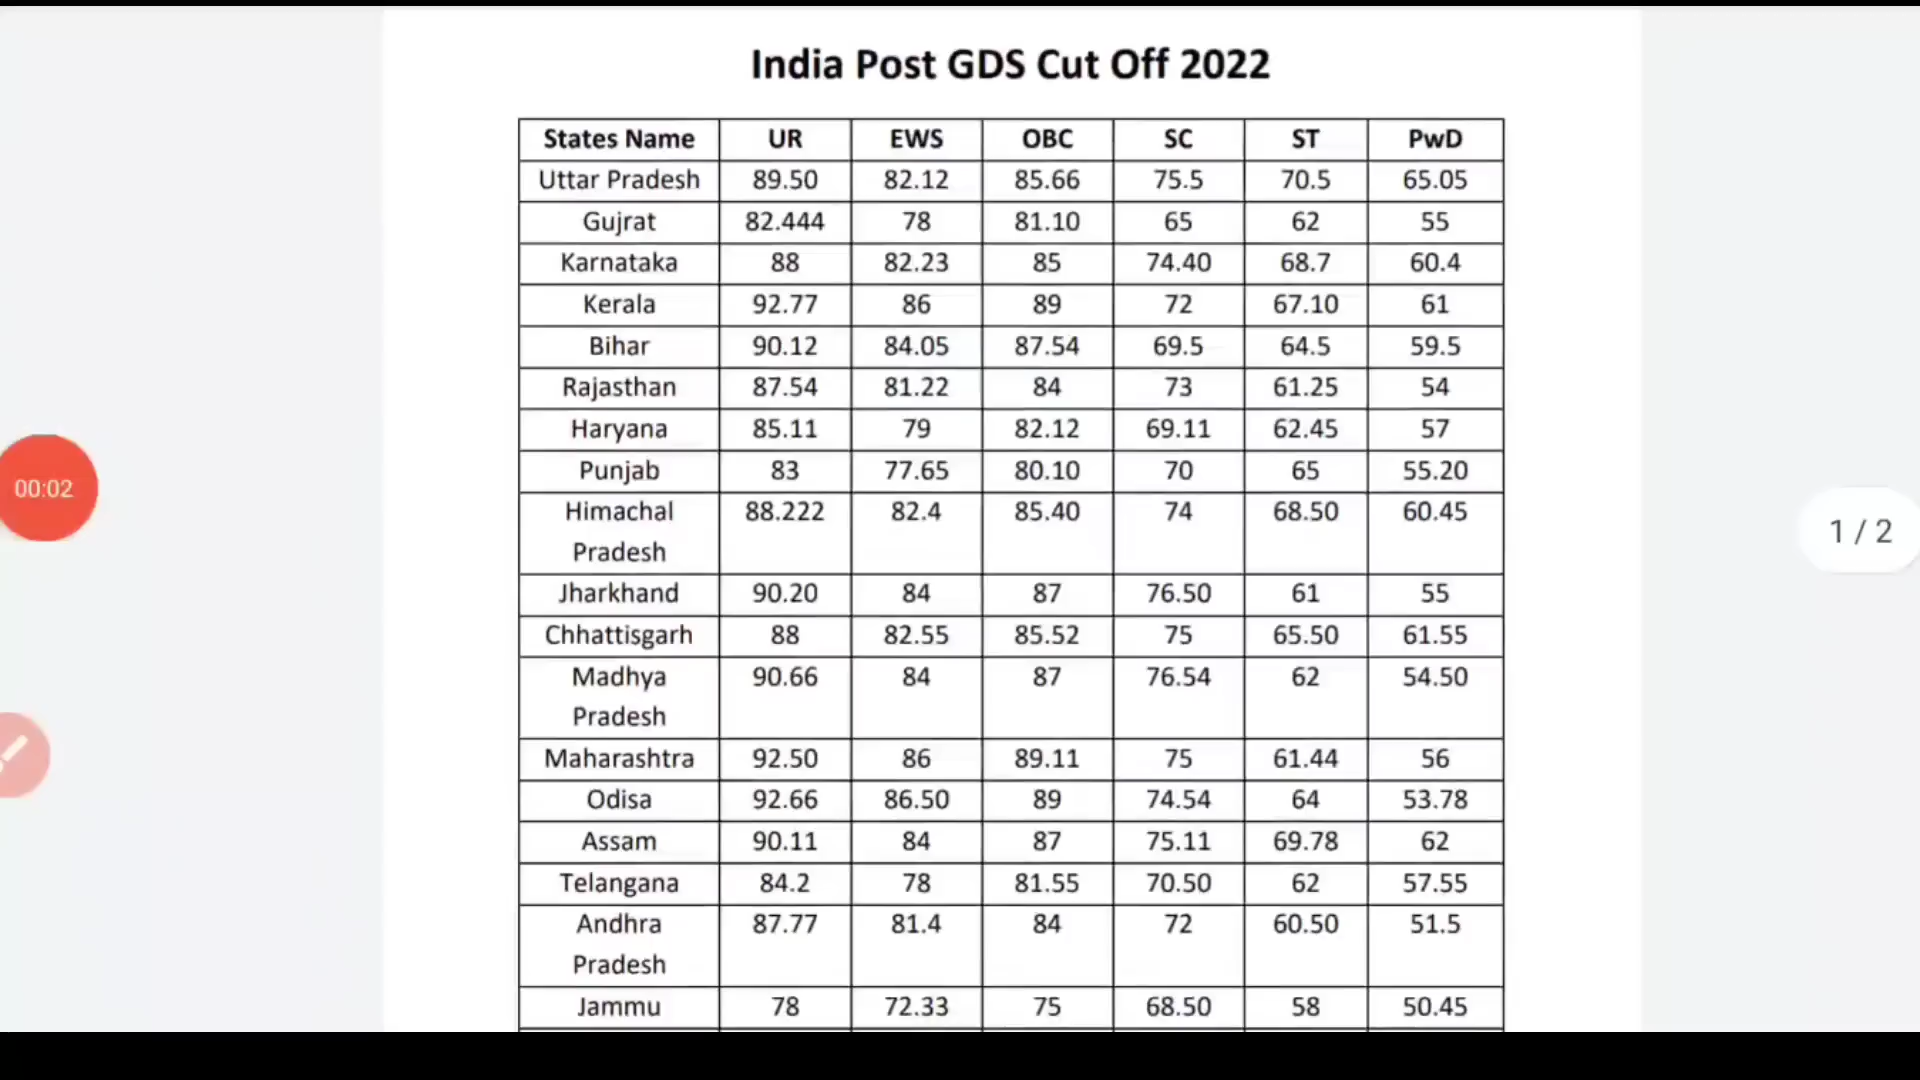 India Post GDS Cut Off 2022
States Name UR EWS OBC SC ST PwD
Uttar Pradesh 89.50 82.12 85.66 75.5 70.5 65.05
Gujrat 82.444 78 81.10 65 62 55
Karnataka 88 82.23 85 74.40 68.7 60.4
Kerala 92.77 86 89 72 67.10 61
Bihar 90.12 84.05 87.54 69.5 64.5 59.5
Rajasthan 87.54 81.22 84 73 61.25 54
Haryana 85.11 79 82.12 69.11 62.45 57
00:02
Punjab 83 77.65 80.10 70 65 55.20
Himachal 88.222 82.4 85.40 74 68.50 60.45
Pradesh
1 / 2
Jharkhand 90.20 84 87 76.50 61 55
Chhattisgarh 88 82.55 85.52 75 65.50 61.55
Madhya 90.66 84 87 76.54 62 54.50
Pradesh
Maharashtra 92.50 86 89.11 75 61.44 56
Odisa 92.66 86.50 89 74.54 64 53.78
Assam 90.11 84 87 75.11 69.78 62
Telangana 84.2 78 81.55 70.50 62 57.55
Andhra 87.77 81.4 84 72 60.50 51.5
Pradesh
Jammu 78 72.33 75 68.50 58 50.45